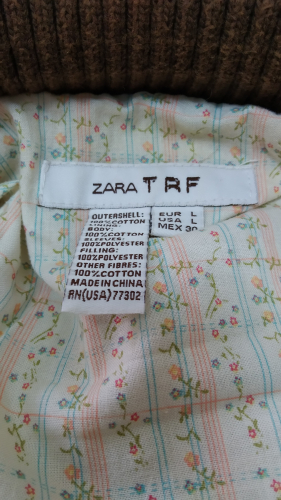 ZARA TRF
OUTERSHELL:
100%COTTON
LINING:
BODY:
100%COTTON
SLEEVES:
100%POLYESTER
FILLING:
100%POLYESTER
OTHER FIBRES:
100%COTTON
MADE IN CHINA
RN(USA)77302
EUR L
USA L
MEX 30